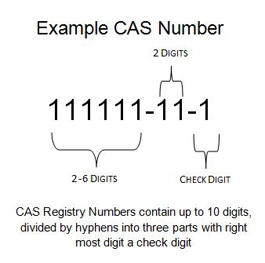 Example CAS Number
2 DIGITS
111111-11-1
2-6 DIGITS
CHECK DIGIT
CAS Registry Numbers contain up to 10 digits,
divided by hyphens into three parts with right
most digit a check digit